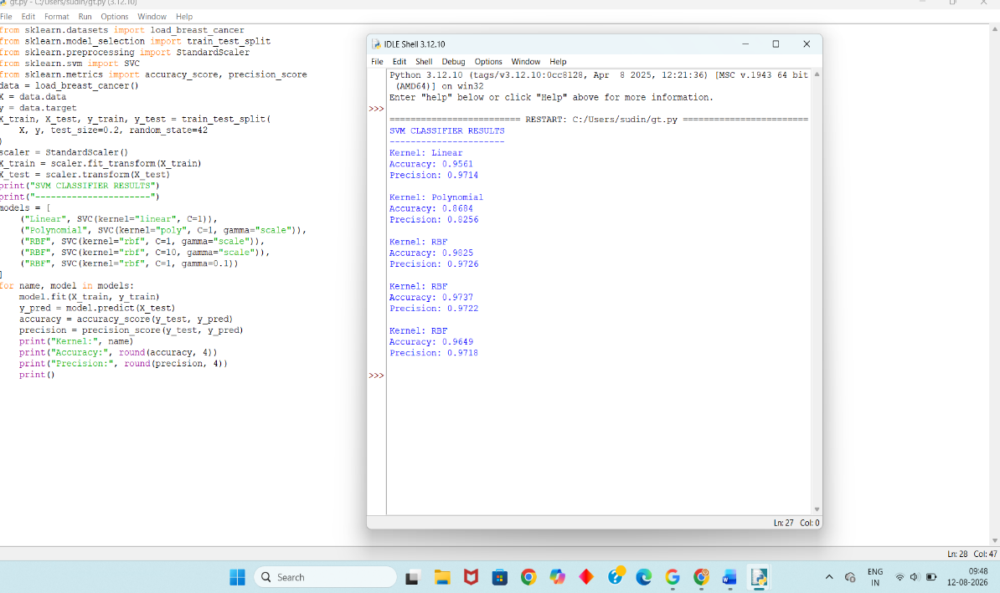 gt.py - C:/Users/sudin/gt.py (3.12.10)
File Edit Format Run Options Window Help
from sklearn.datasets import load_breast_cancer
from sklearn.model_selection import train_test_split
from sklearn.preprocessing import StandardScaler
from sklearn.svm import SVC
from sklearn.metrics import accuracy_score, precision_score
data = load_breast_cancer()
X = data.data
y = data.target
X_train, X_test, y_train, y_test = train_test_split(
    X, y, test_size=0.2, random_state=42
)
scaler = StandardScaler()
X_train = scaler.fit_transform(X_train)
X_test = scaler.transform(X_test)
print("SVM CLASSIFIER RESULTS")
print("----------------------")
models = [
    ("Linear", SVC(kernel="linear", C=1)),
    ("Polynomial", SVC(kernel="poly", C=1, gamma="scale")),
    ("RBF", SVC(kernel="rbf", C=1, gamma="scale")),
    ("RBF", SVC(kernel="rbf", C=10, gamma="scale")),
    ("RBF", SVC(kernel="rbf", C=1, gamma=0.1))
]
for name, model in models:
    model.fit(X_train, y_train)
    y_pred = model.predict(X_test)
    accuracy = accuracy_score(y_test, y_pred)
    precision = precision_score(y_test, y_pred)
    print("Kernel:", name)
    print("Accuracy:", round(accuracy, 4))
    print("Precision:", round(precision, 4))
    print()
IDLE Shell 3.12.10
File Edit Shell Debug Options Window Help
Python 3.12.10 (tags/v3.12.10:0cc8128, Apr  8 2025, 12:21:36) [MSC v.1943 64 bit
 (AMD64)] on win32
Enter "help" below or click "Help" above for more information.
>>>
========================= RESTART: C:/Users/sudin/gt.py ========================
SVM CLASSIFIER RESULTS
----------------------
Kernel: Linear
Accuracy: 0.9561
Precision: 0.9714
Kernel: Polynomial
Accuracy: 0.8684
Precision: 0.8256
Kernel: RBF
Accuracy: 0.9825
Precision: 0.9726
Kernel: RBF
Accuracy: 0.9737
Precision: 0.9722
Kernel: RBF
Accuracy: 0.9649
Precision: 0.9718
>>>
Ln: 27 Col: 0
Ln: 28 Col: 47
Search
ENG
IN
09:48
12-08-2026